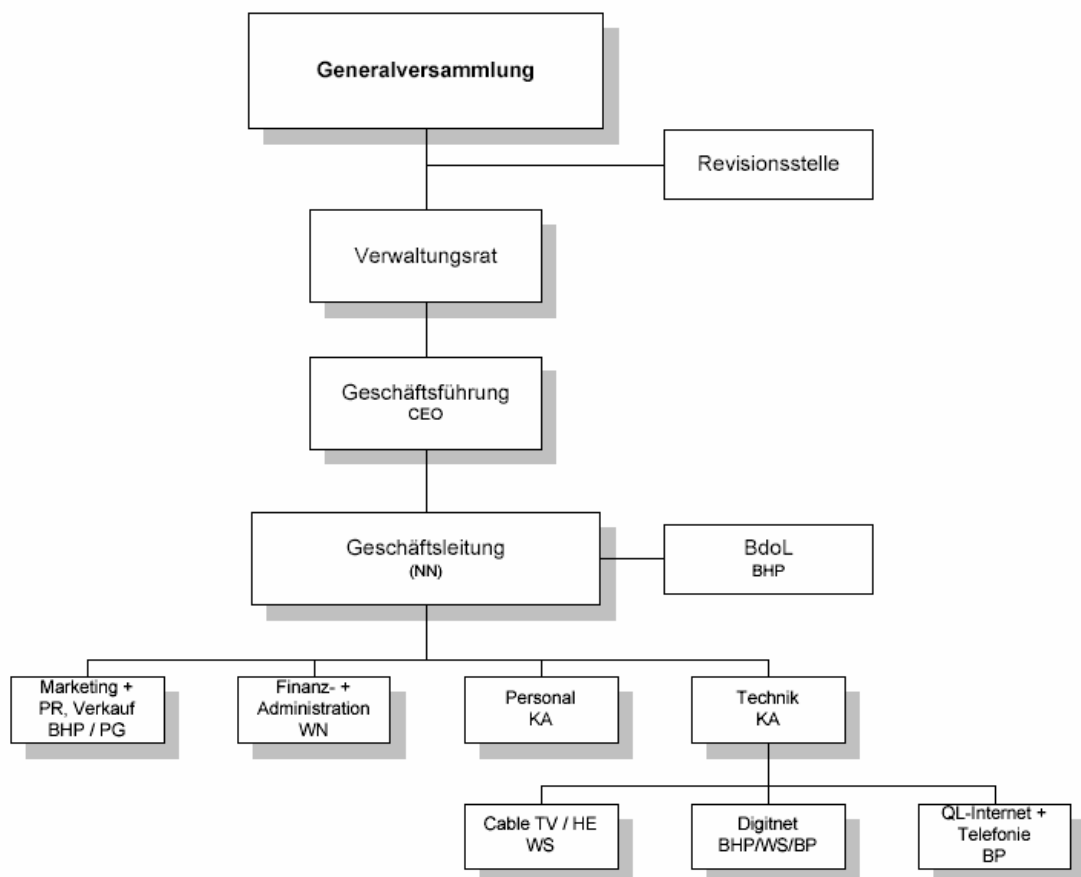 Generalversammlung
Revisionsstelle
Verwaltungsrat
Geschäftsführung
CEO
Geschäftsleitung
(NN)
BdoL
BHP
Marketing +
PR, Verkauf
BHP / PG
Finanz- +
Administration
WN
Personal
KA
Technik
KA
Cable TV / HE
WS
Digitnet
BHP/WS/BP
QL-Internet +
Telefonie
BP